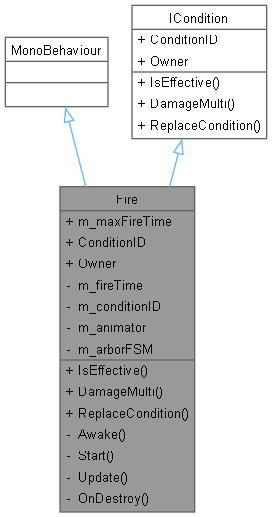 MonoBehaviour
ICondition
+ ConditionID
+ Owner
+ IsEffective()
+ DamageMulti()
+ ReplaceCondition()
Fire
+ m_maxFireTime
+ ConditionID
+ Owner
- m_fireTime
- m_conditionID
- m_animator
- m_arborFSM
+ IsEffective()
+ DamageMulti()
+ ReplaceCondition()
- Awake()
- Start()
- Update()
- OnDestroy()